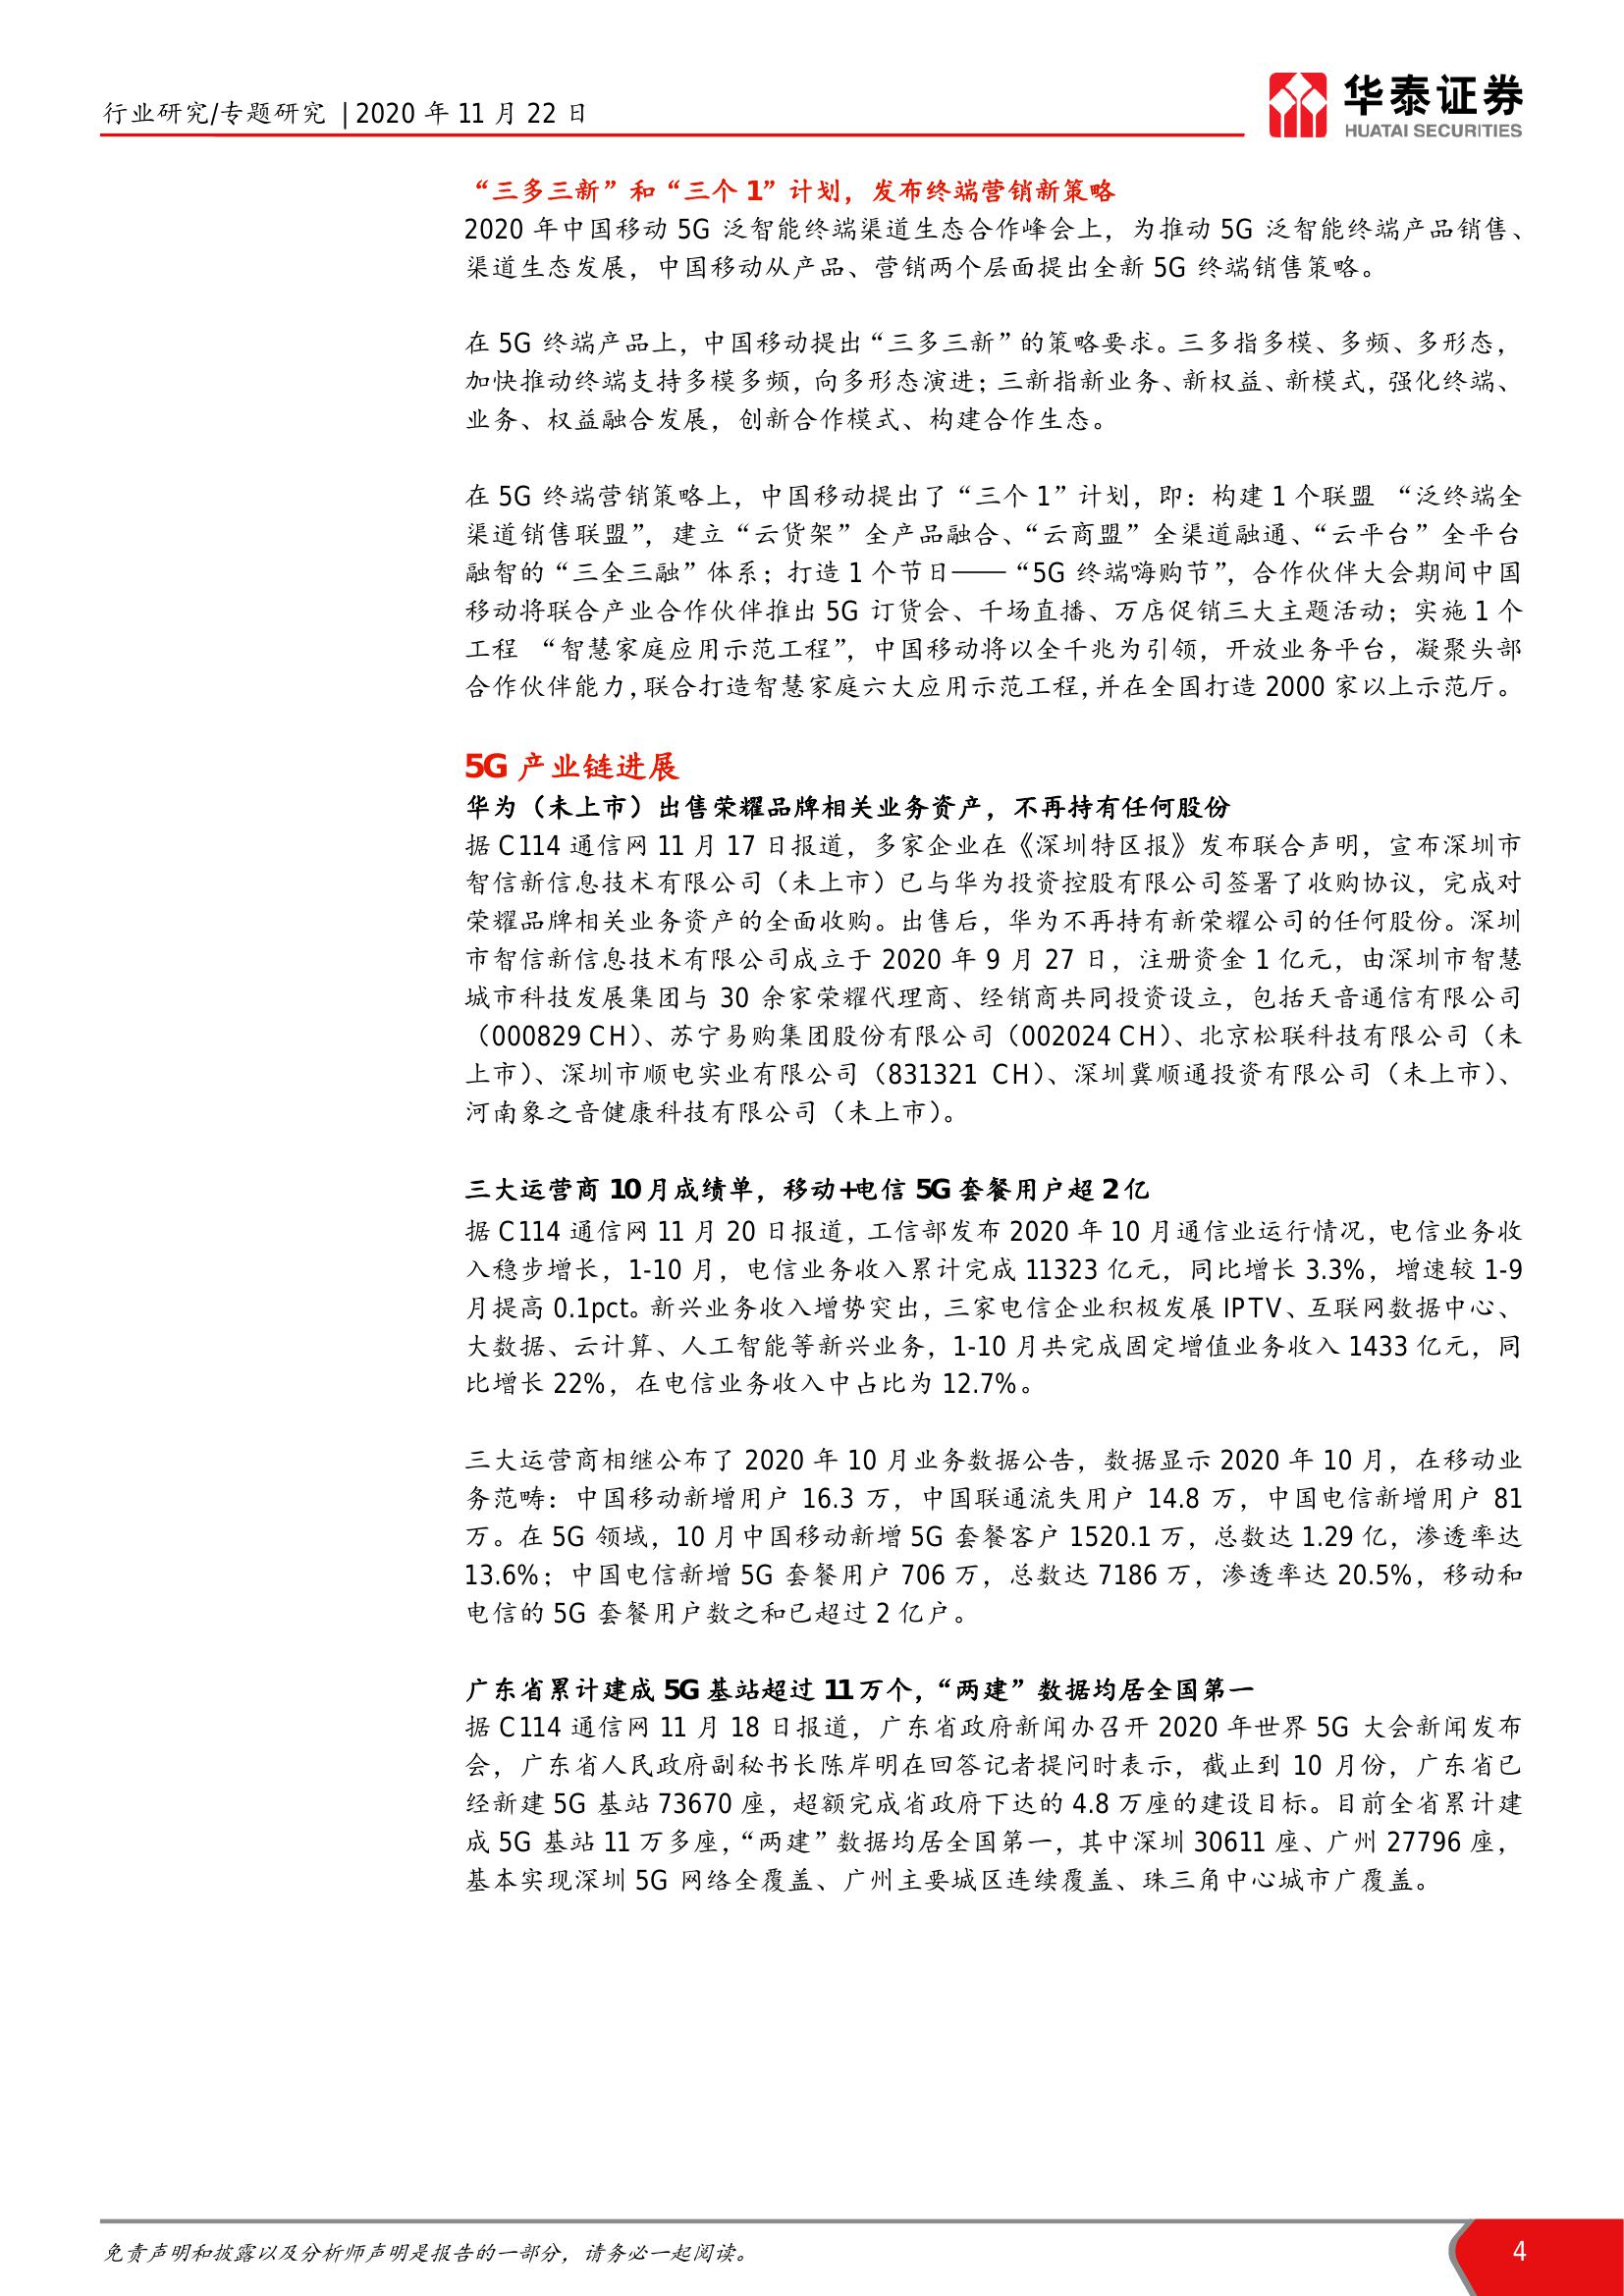 行业研究/专题研究 | 2020 年 11 月 22 日
华泰证券
HUATAI SECURITIES
“三多三新”和“三个 1”计划，发布终端营销新策略
2020 年中国移动 5G 泛智能终端渠道生态合作峰会上，为推动 5G 泛智能终端产品销售、
渠道生态发展，中国移动从产品、营销两个层面提出全新 5G 终端销售策略。
在 5G 终端产品上，中国移动提出“三多三新”的策略要求。三多指多模、多频、多形态，
加快推动终端支持多模多频，向多形态演进；三新指新业务、新权益、新模式，强化终端、
业务、权益融合发展，创新合作模式、构建合作生态。
在 5G 终端营销策略上，中国移动提出了“三个 1”计划，即：构建 1 个联盟 “泛终端全
渠道销售联盟”，建立“云货架”全产品融合、“云商盟”全渠道融通、“云平台”全平台
融智的“三全三融”体系；打造 1 个节日——“5G 终端嗨购节”，合作伙伴大会期间中国
移动将联合产业合作伙伴推出 5G 订货会、千场直播、万店促销三大主题活动；实施 1 个
工程 “智慧家庭应用示范工程”，中国移动将以全千兆为引领，开放业务平台，凝聚头部
合作伙伴能力，联合打造智慧家庭六大应用示范工程，并在全国打造 2000 家以上示范厅。
5G 产业链进展
华为（未上市）出售荣耀品牌相关业务资产，不再持有任何股份
据 C114 通信网 11 月 17 日报道，多家企业在《深圳特区报》发布联合声明，宣布深圳市
智信新信息技术有限公司（未上市）已与华为投资控股有限公司签署了收购协议，完成对
荣耀品牌相关业务资产的全面收购。出售后，华为不再持有新荣耀公司的任何股份。深圳
市智信新信息技术有限公司成立于 2020 年 9 月 27 日，注册资金 1 亿元，由深圳市智慧
城市科技发展集团与 30 余家荣耀代理商、经销商共同投资设立，包括天音通信有限公司
（000829 CH）、苏宁易购集团股份有限公司（002024 CH）、北京松联科技有限公司（未
上市）、深圳市顺电实业有限公司（831321 CH）、深圳冀顺通投资有限公司（未上市）、
河南象之音健康科技有限公司（未上市）。
三大运营商 10 月成绩单，移动+电信 5G 套餐用户超 2 亿
据 C114 通信网 11 月 20 日报道，工信部发布 2020 年 10 月通信业运行情况，电信业务收
入稳步增长，1-10 月，电信业务收入累计完成 11323 亿元，同比增长 3.3%，增速较 1-9
月提高 0.1pct。新兴业务收入增势突出，三家电信企业积极发展 IPTV、互联网数据中心、
大数据、云计算、人工智能等新兴业务，1-10 月共完成固定增值业务收入 1433 亿元，同
比增长 22%，在电信业务收入中占比为 12.7%。
三大运营商相继公布了 2020 年 10 月业务数据公告，数据显示 2020 年 10 月，在移动业
务范畴：中国移动新增用户 16.3 万，中国联通流失用户 14.8 万，中国电信新增用户 81
万。在 5G 领域，10 月中国移动新增 5G 套餐客户 1520.1 万，总数达 1.29 亿，渗透率达
13.6%；中国电信新增 5G 套餐用户 706 万，总数达 7186 万，渗透率达 20.5%，移动和
电信的 5G 套餐用户数之和已超过 2 亿户。
广东省累计建成 5G 基站超过 11 万个，“两建”数据均居全国第一
据 C114 通信网 11 月 18 日报道，广东省政府新闻办召开 2020 年世界 5G 大会新闻发布
会，广东省人民政府副秘书长陈岸明在回答记者提问时表示，截止到 10 月份，广东省已
经新建 5G 基站 73670 座，超额完成省政府下达的 4.8 万座的建设目标。目前全省累计建
成 5G 基站 11 万多座，“两建”数据均居全国第一，其中深圳 30611 座、广州 27796 座，
基本实现深圳 5G 网络全覆盖、广州主要城区连续覆盖、珠三角中心城市广覆盖。
免责声明和披露以及分析师声明是报告的一部分，请务必一起阅读。
4